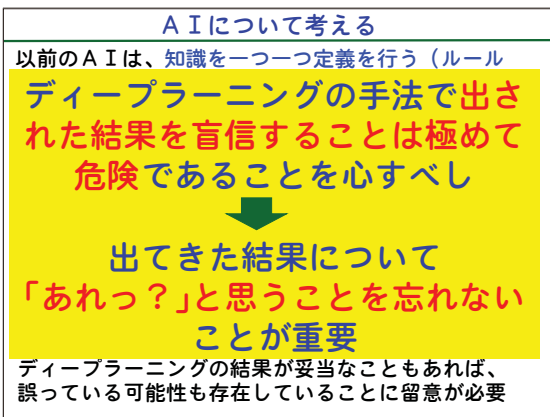 ＡＩについて考える
以前のＡＩは、知識を一つ一つ定義を行う（ルール
ディープラーニングの手法で出さ
れた結果を盲信することは極めて
危険であることを心すべし
出てきた結果について
「あれっ？」と思うことを忘れない
ことが重要
ディープラーニングの結果が妥当なこともあれば、
誤っている可能性も存在していることに留意が必要